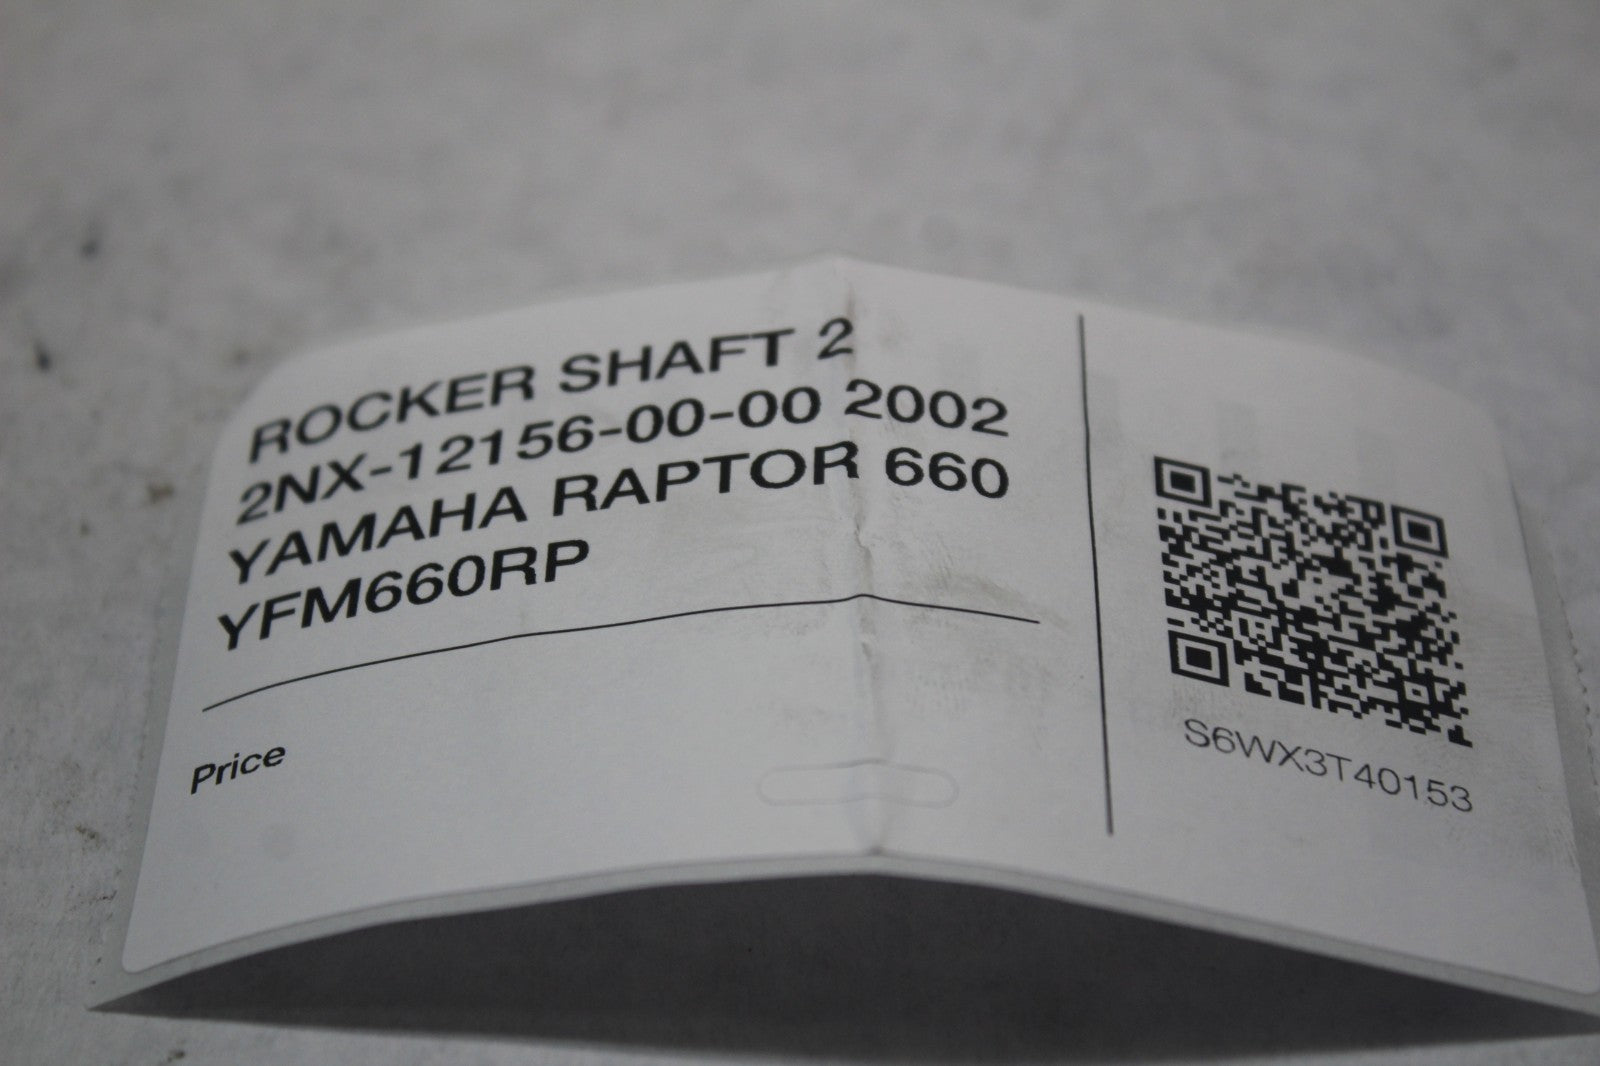 ROCKER SHAFT 2
2NX-12156-00-00 2002
YAMAHA RAPTOR 660
YFM660RP
Price
S6WX3T40153